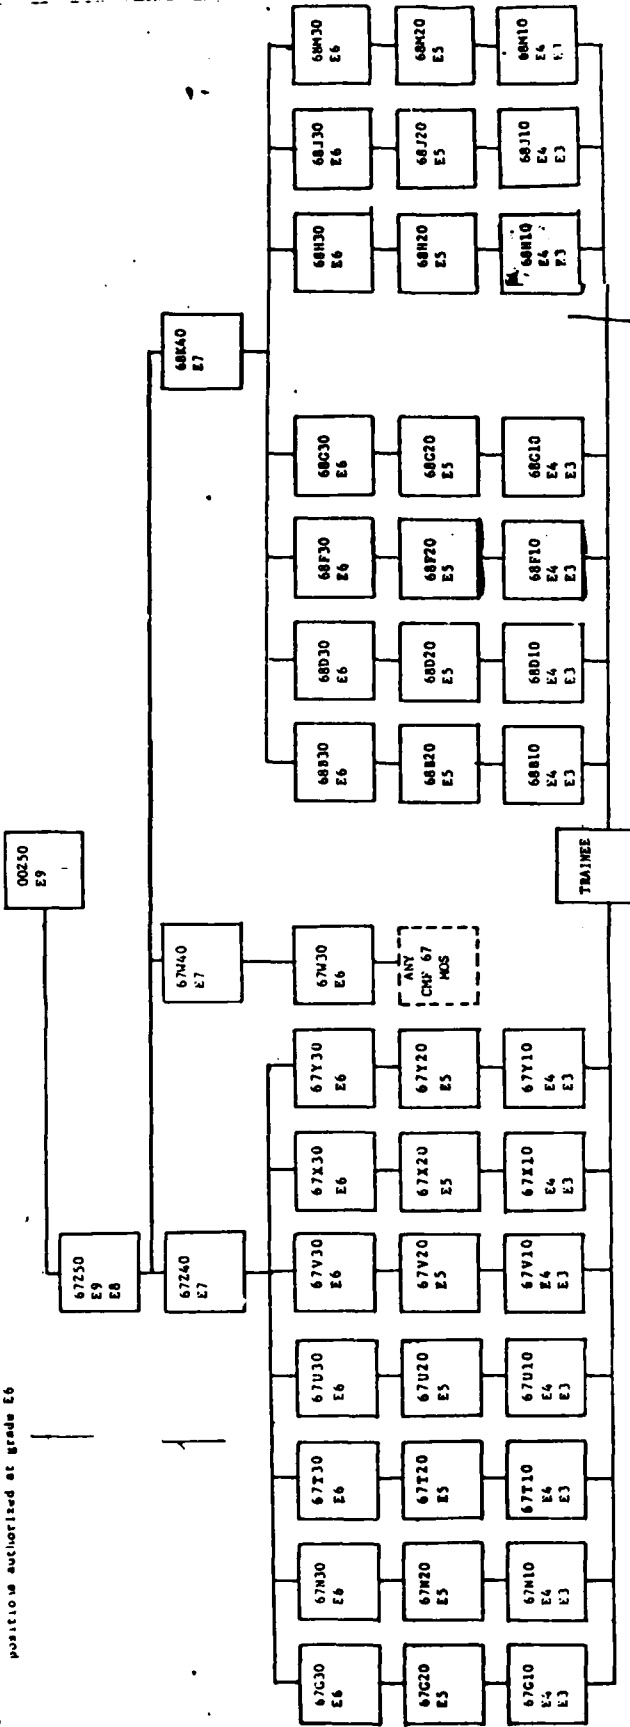 positions authorized at grade E6
00Z50
E9
67Z50
E9
E8
67Z40
E7
67W40
E7
68K40
E7
67G30
E6
67N30
E6
67T30
E6
67U30
E6
67V30
E6
67X30
E6
67Y30
E6
67W30
E6
68B30
E6
68D30
E6
68F30
E6
68G30
E6
68H30
E6
68J30
E6
68M30
E6
67G20
E5
67N20
E5
67T20
E5
67U20
E5
67V20
E5
67X20
E5
67Y20
E5
ANY
CMF 67
MOS
68B20
E5
68D20
E5
68F20
E5
68G20
E5
68H20
E5
68J20
E5
68M20
E5
67G10
E4
E3
67N10
E4
E3
67T10
E4
E3
67U10
E4
E3
67V10
E4
E3
67X10
E4
E3
67Y10
E4
E3
68B10
E4
E3
68D10
E4
E3
68F10
E4
E3
68G10
E4
E3
68H10
E4
E3
68J10
E4
E3
68M10
E4
TRAINEE